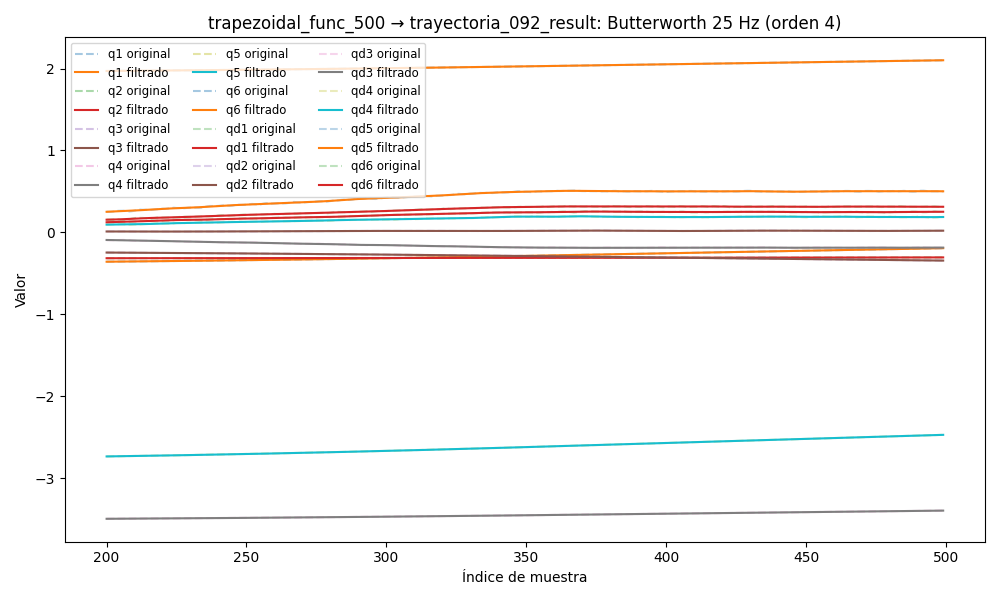 trapezoidal_func_500 → trayectoria_092_result: Butterworth 25 Hz (orden 4)
q1 original
q1 filtrado
q2 original
q2 filtrado
q3 original
q3 filtrado
q4 original
q4 filtrado
q5 original
q5 filtrado
q6 original
q6 filtrado
qd1 original
qd1 filtrado
qd2 original
qd2 filtrado
qd3 original
qd3 filtrado
qd4 original
qd4 filtrado
qd5 original
qd5 filtrado
qd6 original
qd6 filtrado
Valor
2
1
0
−1
−2
−3
200
250
300
350
400
450
500
Índice de muestra